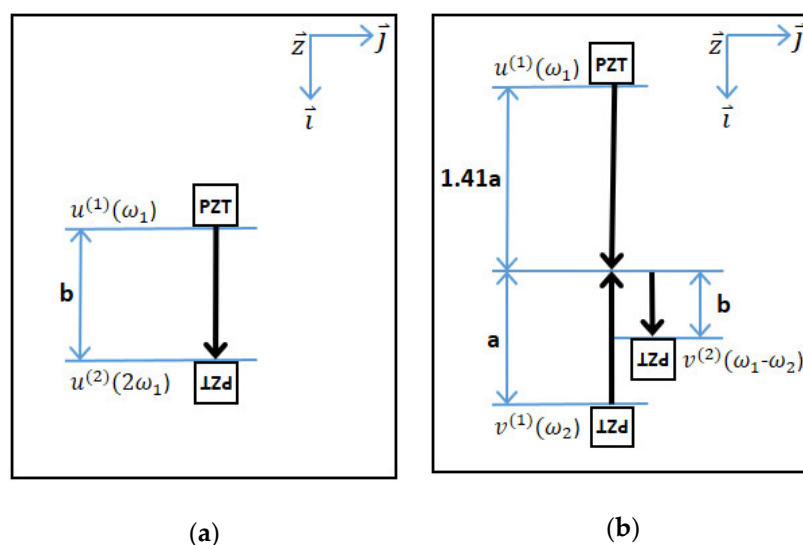 z⃗ j⃗
i⃗
PZT
u⁽¹⁾(ω₁)
b
u⁽²⁾(2ω₁)
PZT
(a)
z⃗ j⃗
i⃗
u⁽¹⁾(ω₁) PZT
1.41a
a
b
PZT v⁽²⁾(ω₁-ω₂)
v⁽¹⁾(ω₂) PZT
(b)